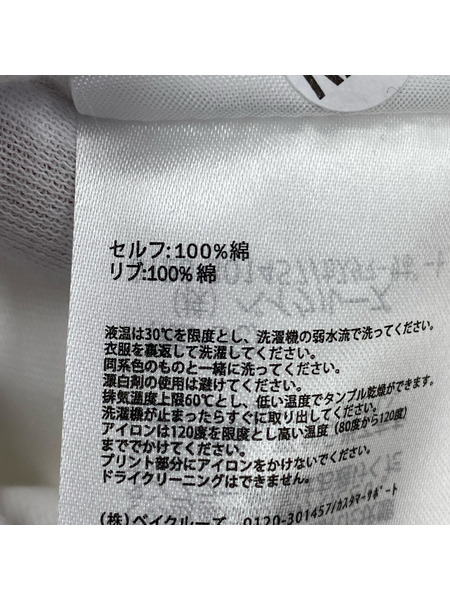 セルフ:100%綿
リブ:100%綿
液温は30℃を限度とし、洗濯機の弱水流で洗ってください。
衣服を裏返して洗濯してください。
同系色のものと一緒に洗ってください。
漂白剤の使用は避けてください。
排気温度上限60℃とし、低い温度でタンブル乾燥ができます。
洗濯機が止まったらすぐに取り出してください。
アイロンは120度を限度とし高い温度（80度から120度）
まででかけてください。
プリント部分にアイロンをかけないでください。
ドライクリーニングはできません。
(株)ベイクルーズ 0120-301457/カスタマーサポート